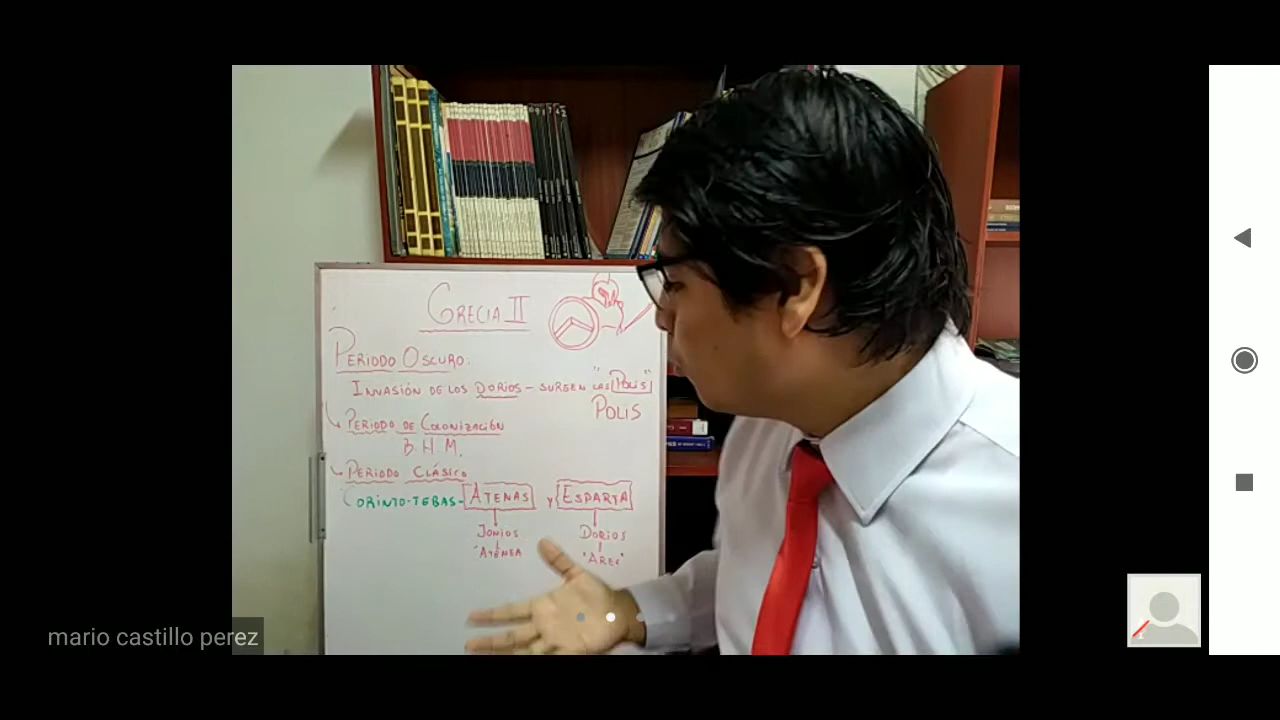 GRECIA II
PERIODO OSCURO:
INVASIÓN DE LOS DORIOS - SURGEN LAS "POLIS"
POLIS
PERIODO DE COLONIZACIÓN
B. H. M.
PERIODO CLÁSICO
CORINTO-TEBAS- ATENAS Y ESPARTA
JONIOS DORIOS
"ATENEA "ARES"
mario castillo perez